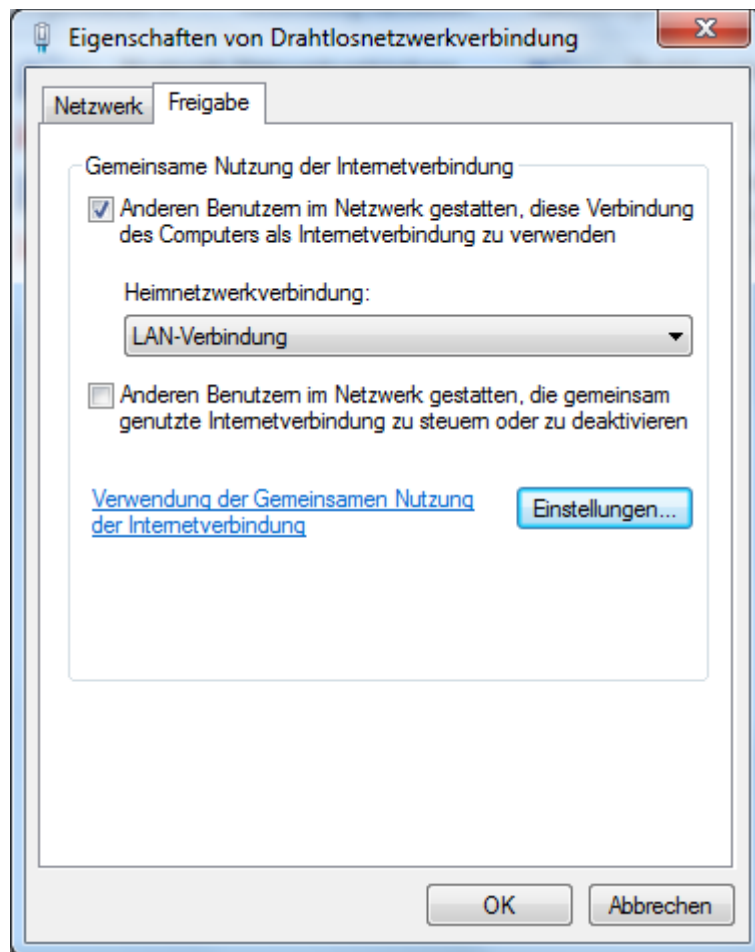 Eigenschaften von Drahtlosnetzwerkverbindung
Netzwerk
Freigabe
Gemeinsame Nutzung der Internetverbindung
Anderen Benutzern im Netzwerk gestatten, diese Verbindung
des Computers als Internetverbindung zu verwenden
Heimnetzwerkverbindung:
LAN-Verbindung
Anderen Benutzern im Netzwerk gestatten, die gemeinsam
genutzte Internetverbindung zu steuern oder zu deaktivieren
Verwendung der Gemeinsamen Nutzung
der Internetverbindung
Einstellungen...
OK
Abbrechen